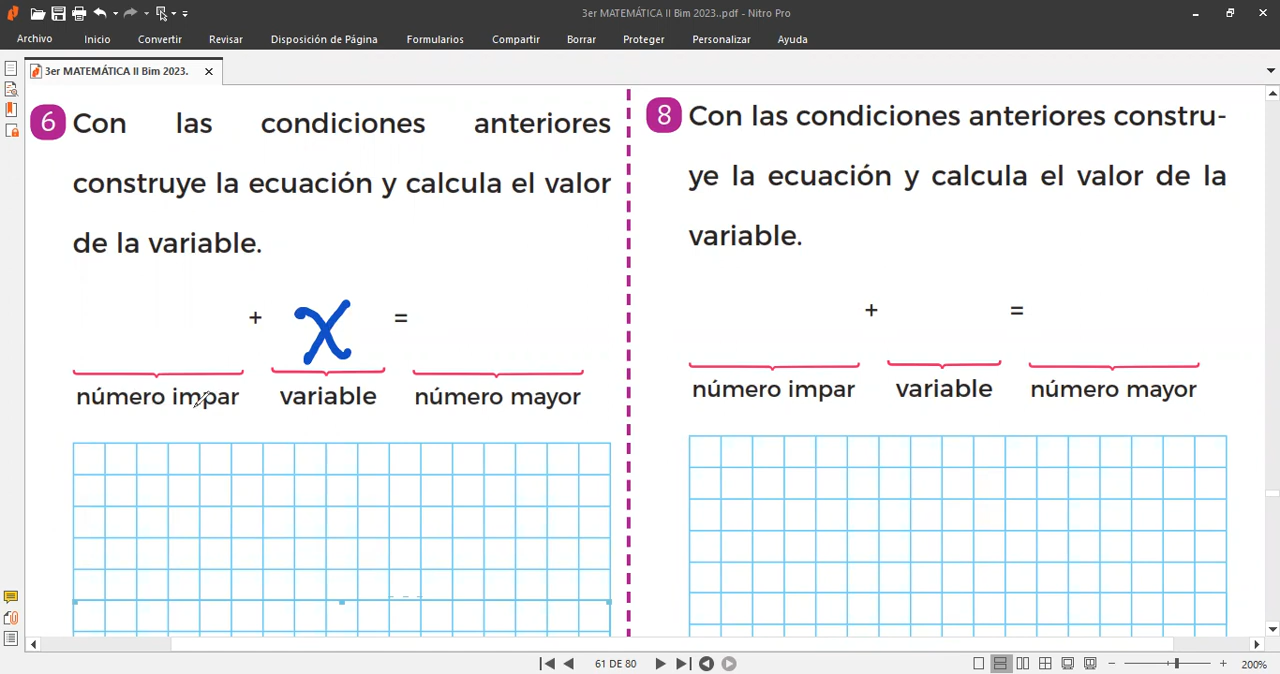 3er MATEMÁTICA II Bim 2023..pdf - Nitro Pro
Archivo Inicio Convertir Revisar Disposición de Página Formularios Compartir Borrar Proteger Personalizar Ayuda
3er MATEMÁTICA II Bim 2023.
6 Con las condiciones anteriores
construye la ecuación y calcula el valor
de la variable.
+ x =
número impar variable número mayor
8 Con las condiciones anteriores constru-
ye la ecuación y calcula el valor de la
variable.
+ =
número impar variable número mayor
61 DE 80
200%